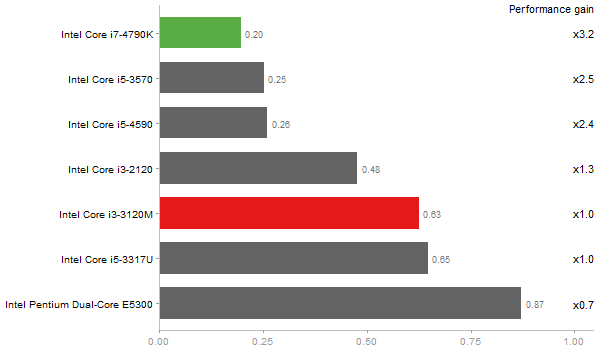 Performance gain
Intel Core i7-4790K 0.20 x3.2
Intel Core i5-3570 0.25 x2.5
Intel Core i5-4590 0.26 x2.4
Intel Core i3-2120 0.48 x1.3
Intel Core i3-3120M 0.63 x1.0
Intel Core i5-3317U 0.65 x1.0
Intel Pentium Dual-Core E5300 0.87 x0.7
0.00 0.25 0.50 0.75 1.00